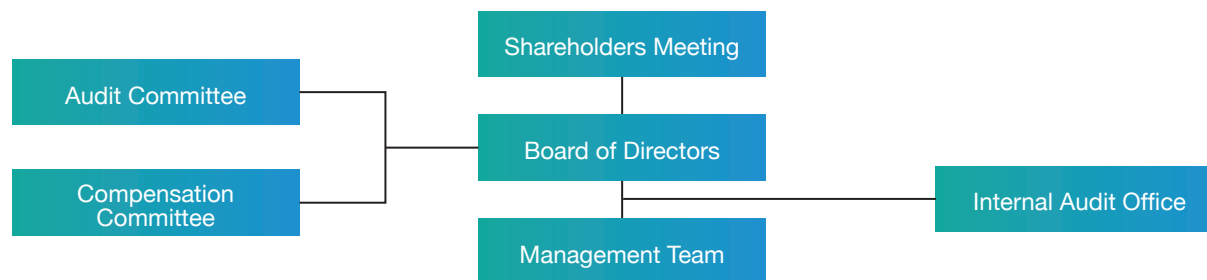 Shareholders Meeting
Audit Committee
Board of Directors
Compensation
Committee
Internal Audit Office
Management Team